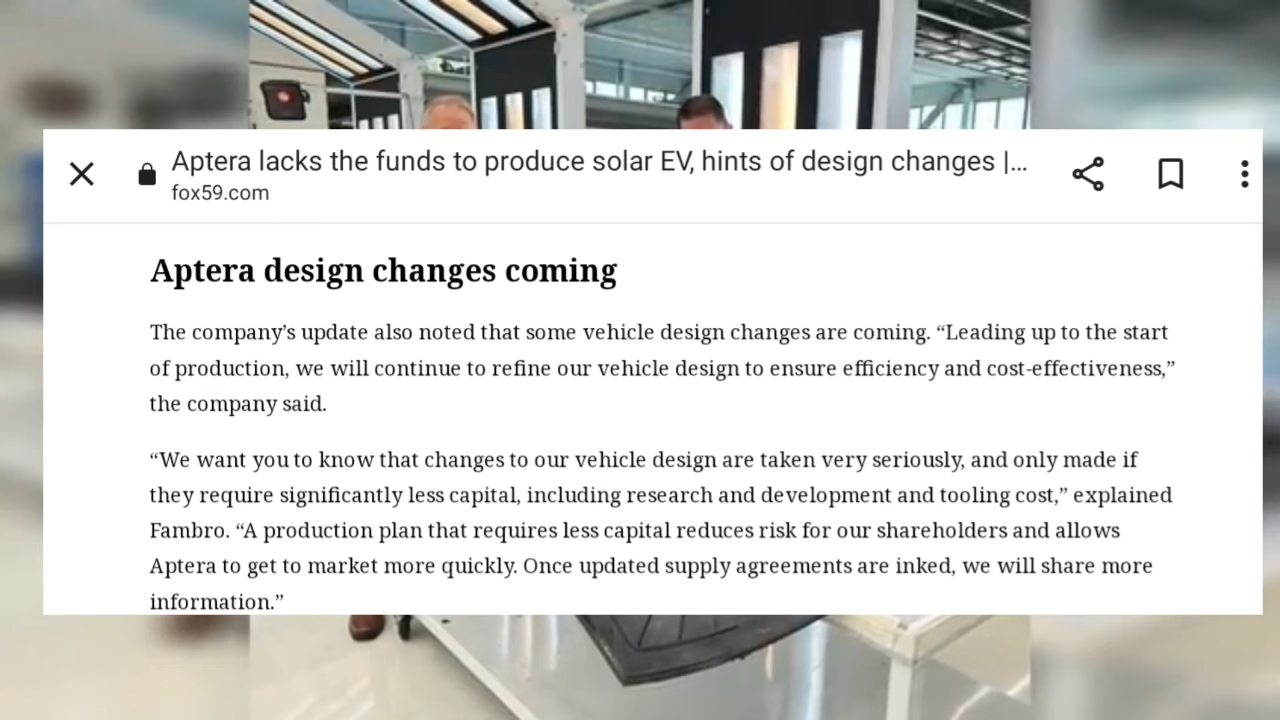 Aptera lacks the funds to produce solar EV, hints of design changes |...
fox59.com
Aptera design changes coming
The company’s update also noted that some vehicle design changes are coming. “Leading up to the start
of production, we will continue to refine our vehicle design to ensure efficiency and cost-effectiveness,”
the company said.
“We want you to know that changes to our vehicle design are taken very seriously, and only made if
they require significantly less capital, including research and development and tooling cost,” explained
Fambro. “A production plan that requires less capital reduces risk for our shareholders and allows
Aptera to get to market more quickly. Once updated supply agreements are inked, we will share more
information.”